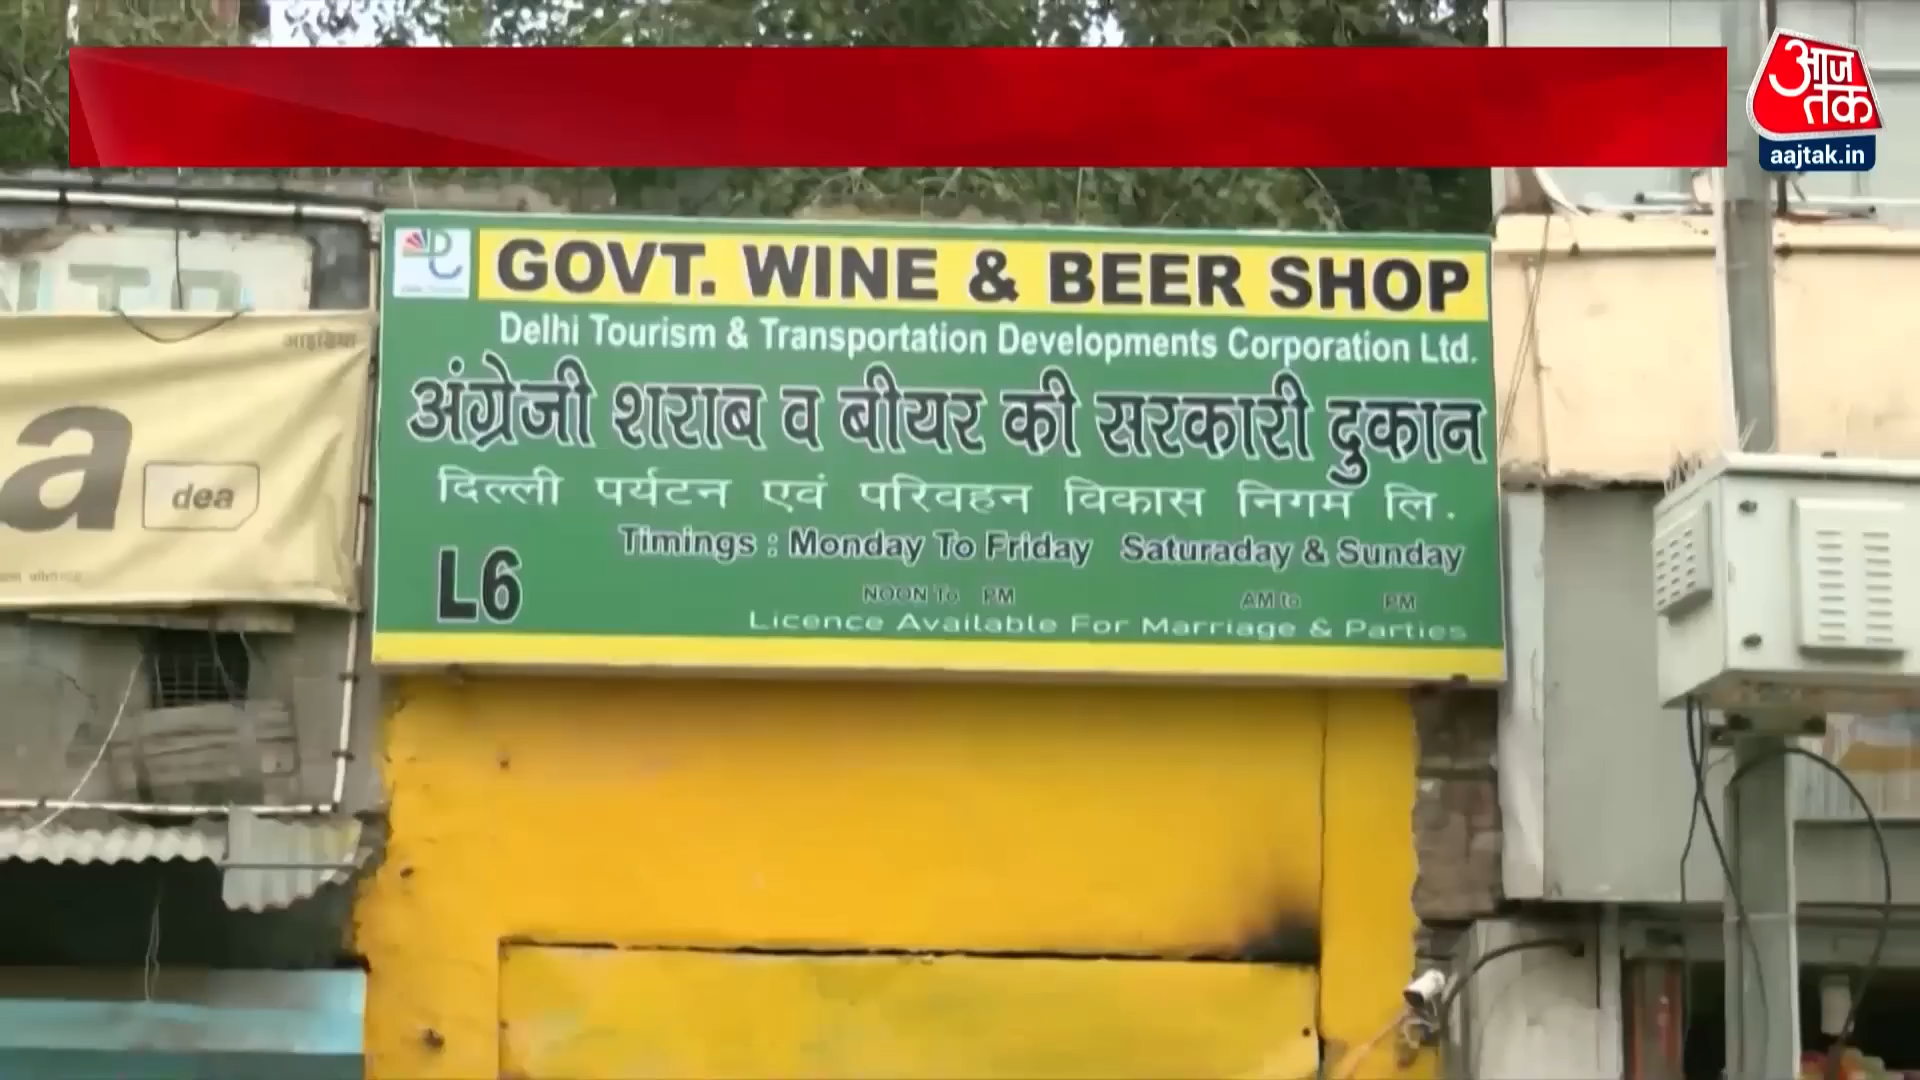 आज
तक
aajtak.in
GOVT. WINE & BEER SHOP
Delhi Tourism & Transportation Developments Corporation Ltd.
अंग्रेजी शराब व बीयर की सरकारी दुकान
दिल्ली पर्यटन एवं परिवहन विकास निगम लि.
Timings : Monday To Friday Saturaday & Sunday
NOON To PM AM to PM
L6
Licence Available For Marriage & Parties
आइडिया
a
dea